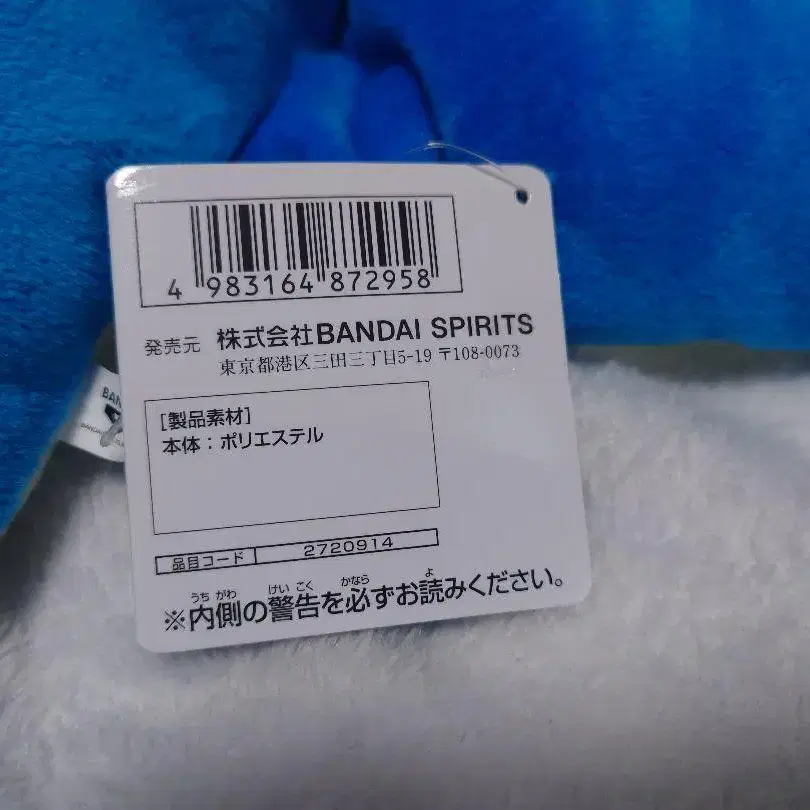 4 983164 872958
発売元 株式会社BANDAI SPIRITS
東京都港区三田三丁目5-19 〒108-0073
[製品素材]
本体：ポリエステル
品目コード 2720914
うち がわ けい こく かなら よ
※内側の警告を必ずお読みください。